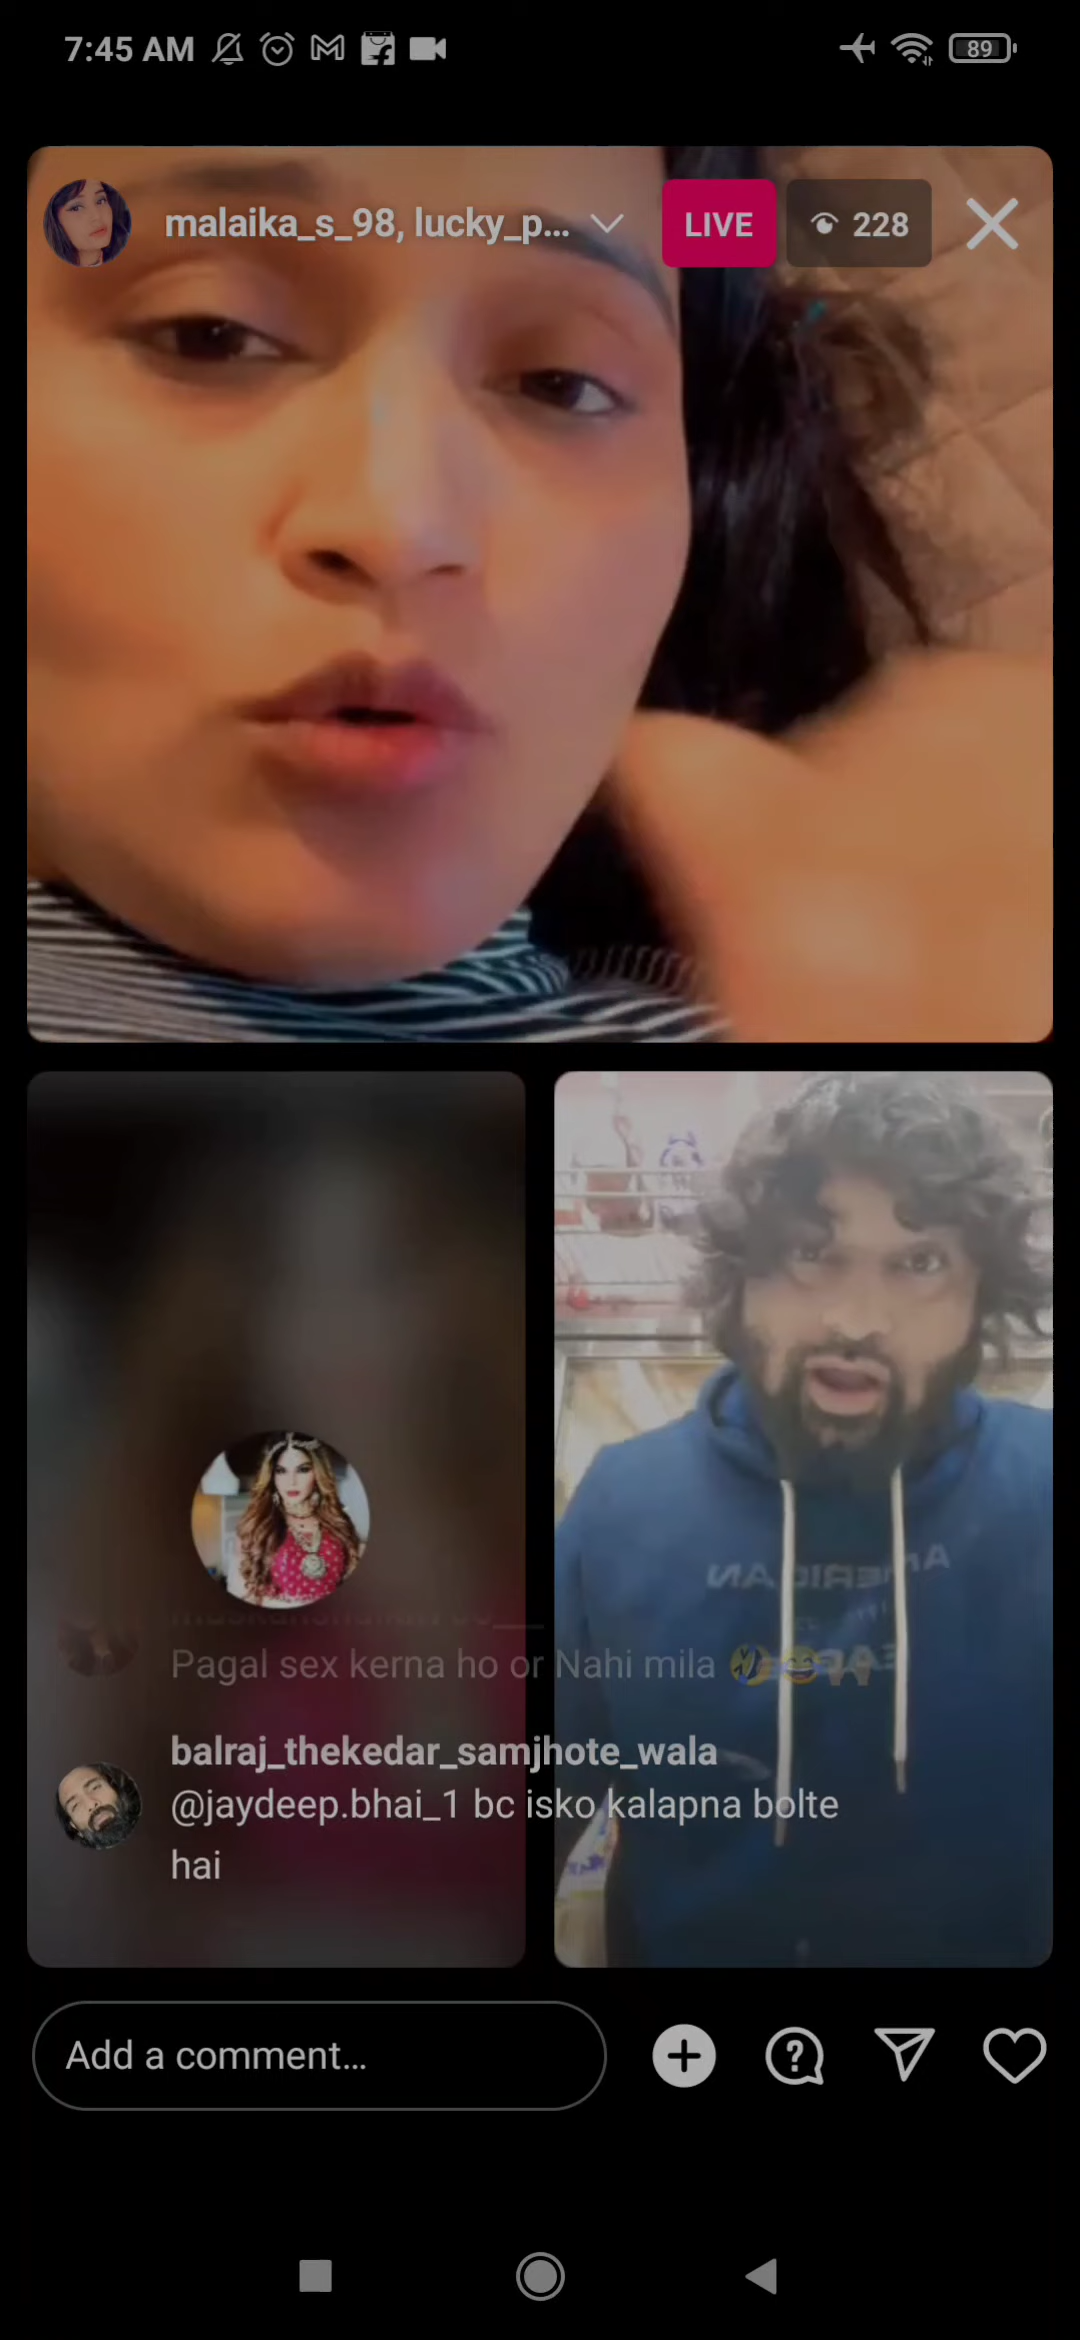 7:45 AM
89
malaika_s_98, lucky_p...
LIVE
228
Pagal sex kerna ho or Nahi mila 🤣😂
balraj_thekedar_samjhote_wala
@jaydeep.bhai_1 bc isko kalapna bolte
hai
Add a comment...